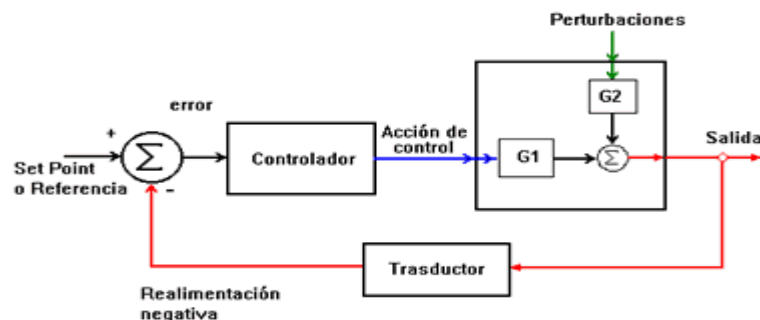 Perturbaciones
G2
error
+
Σ
Set Point
o Referencia
-
Controlador
Acción de
control
G1
Σ
Salida
Trasductor
Realimentación
negativa